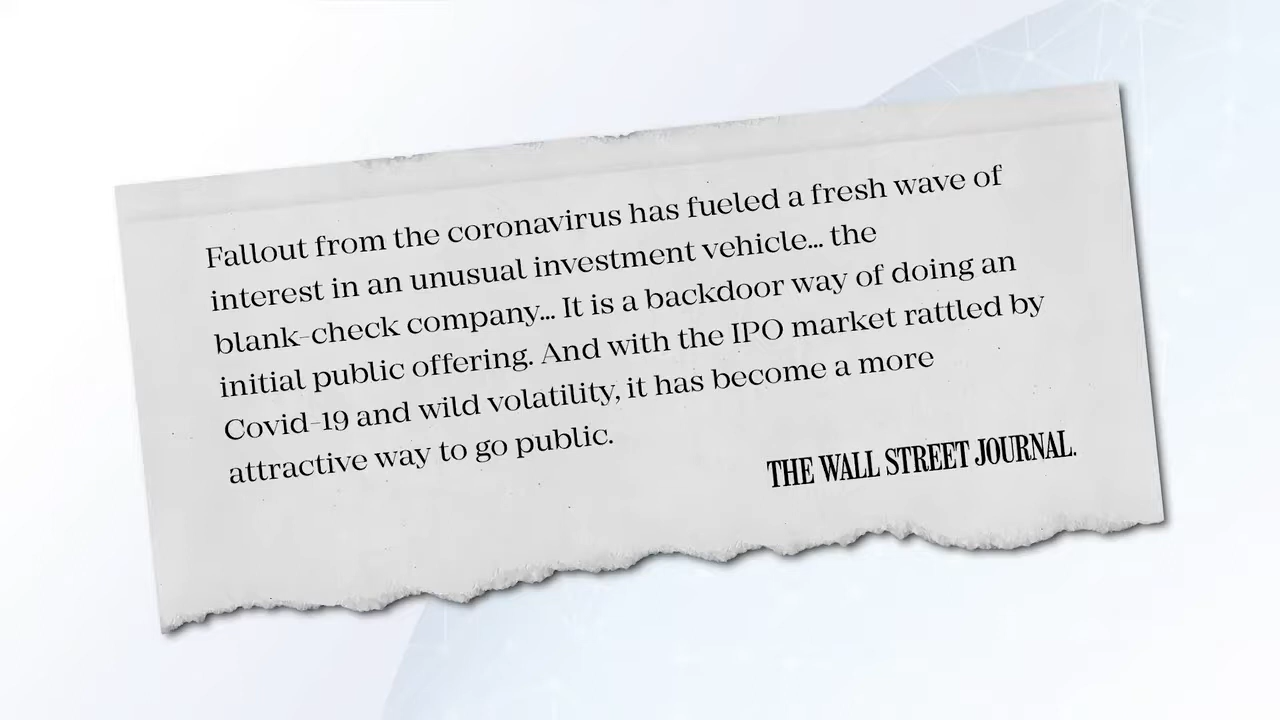 Fallout from the coronavirus has fueled a fresh wave of
interest in an unusual investment vehicle... the
blank-check company... It is a backdoor way of doing an
initial public offering. And with the IPO market rattled by
Covid-19 and wild volatility, it has become a more
attractive way to go public.
THE WALL STREET JOURNAL.